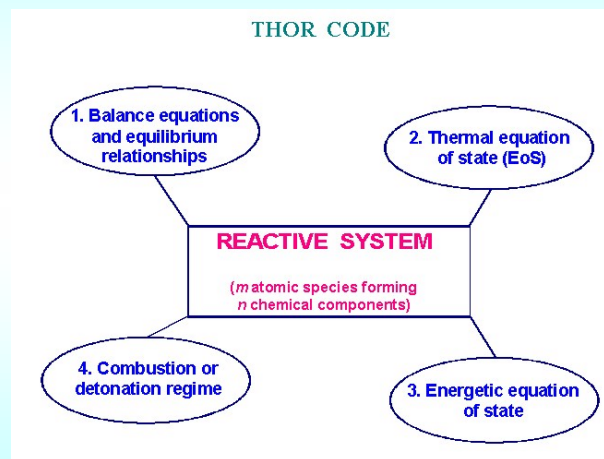 THOR CODE
1. Balance equations
and equilibrium
relationships
2. Thermal equation
of state (EoS)
REACTIVE SYSTEM
(m atomic species forming
n chemical components)
4. Combustion or
detonation regime
3. Energetic equation
of state